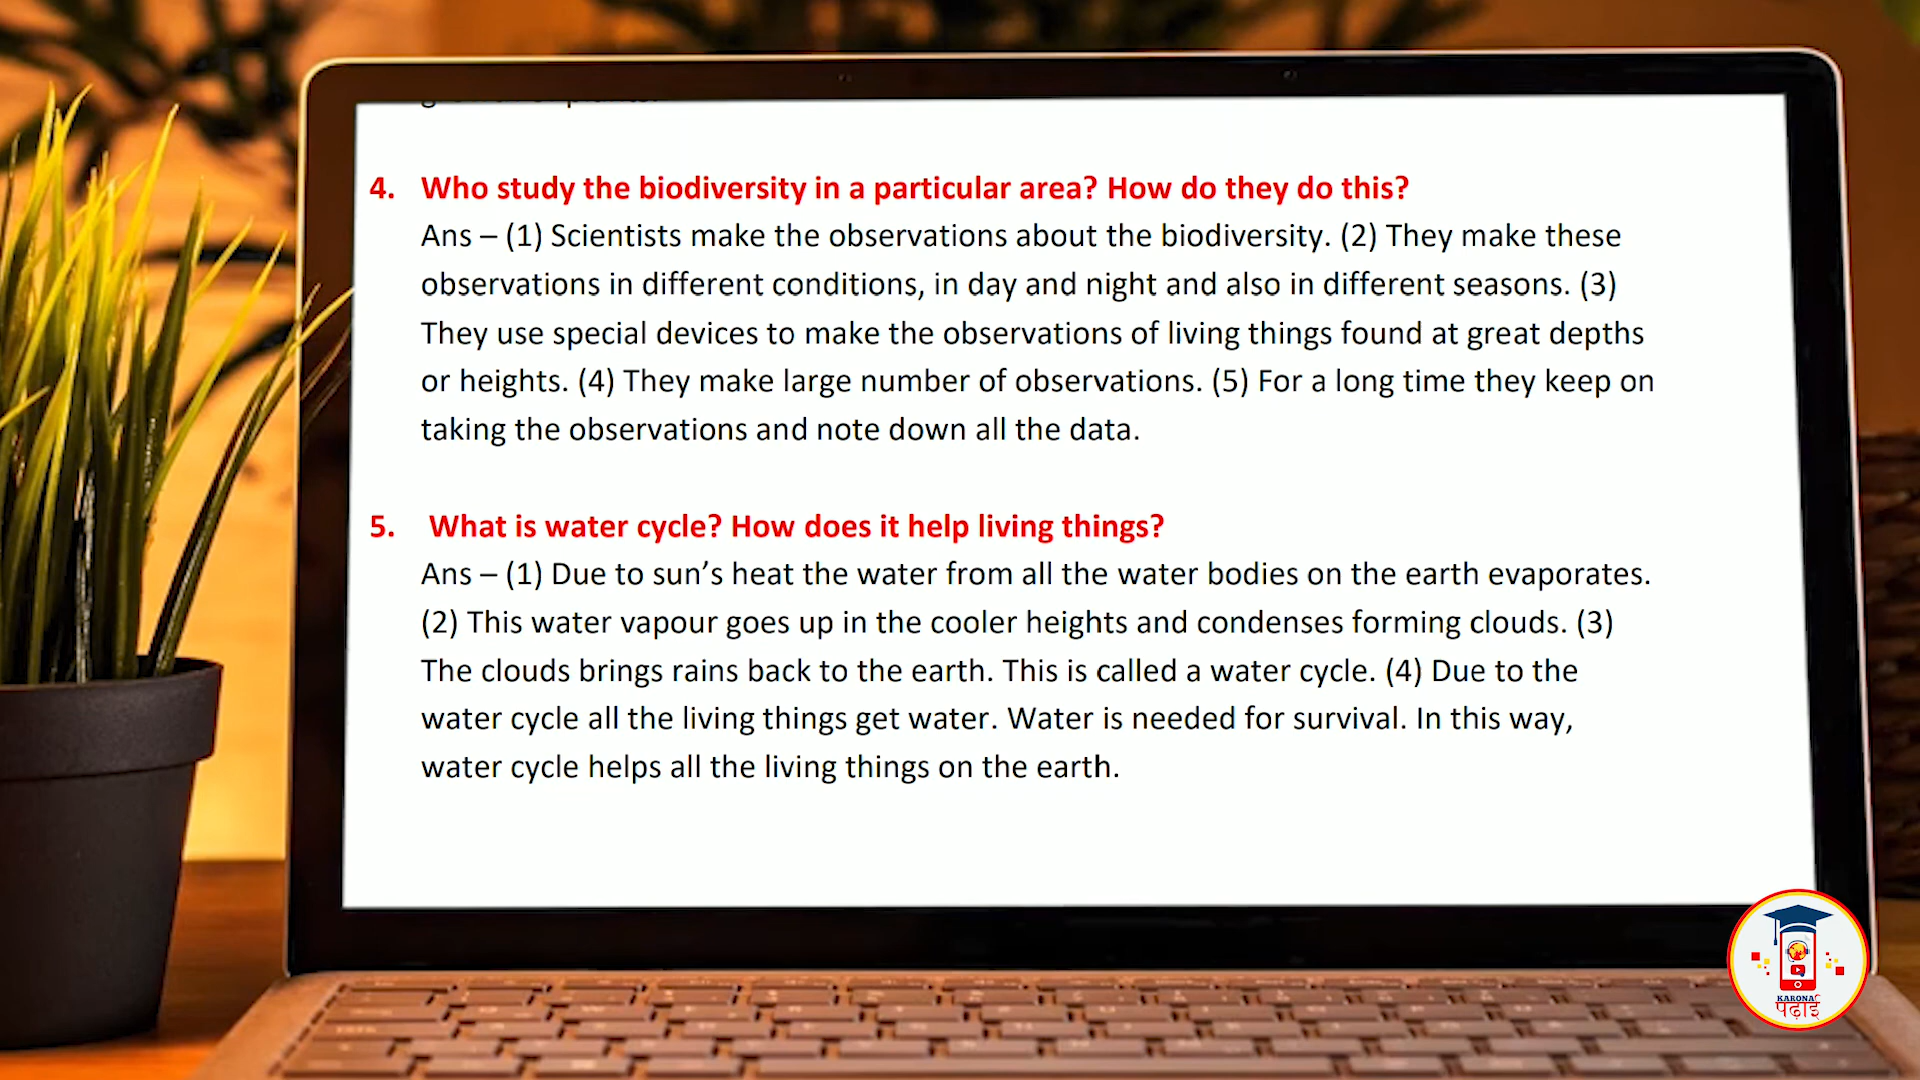 4. Who study the biodiversity in a particular area? How do they do this?
Ans – (1) Scientists make the observations about the biodiversity. (2) They make these
observations in different conditions, in day and night and also in different seasons. (3)
They use special devices to make the observations of living things found at great depths
or heights. (4) They make large number of observations. (5) For a long time they keep on
taking the observations and note down all the data.
5. What is water cycle? How does it help living things?
Ans – (1) Due to sun’s heat the water from all the water bodies on the earth evaporates.
(2) This water vapour goes up in the cooler heights and condenses forming clouds. (3)
The clouds brings rains back to the earth. This is called a water cycle. (4) Due to the
water cycle all the living things get water. Water is needed for survival. In this way,
water cycle helps all the living things on the earth.
KARONA
पढ़ाई